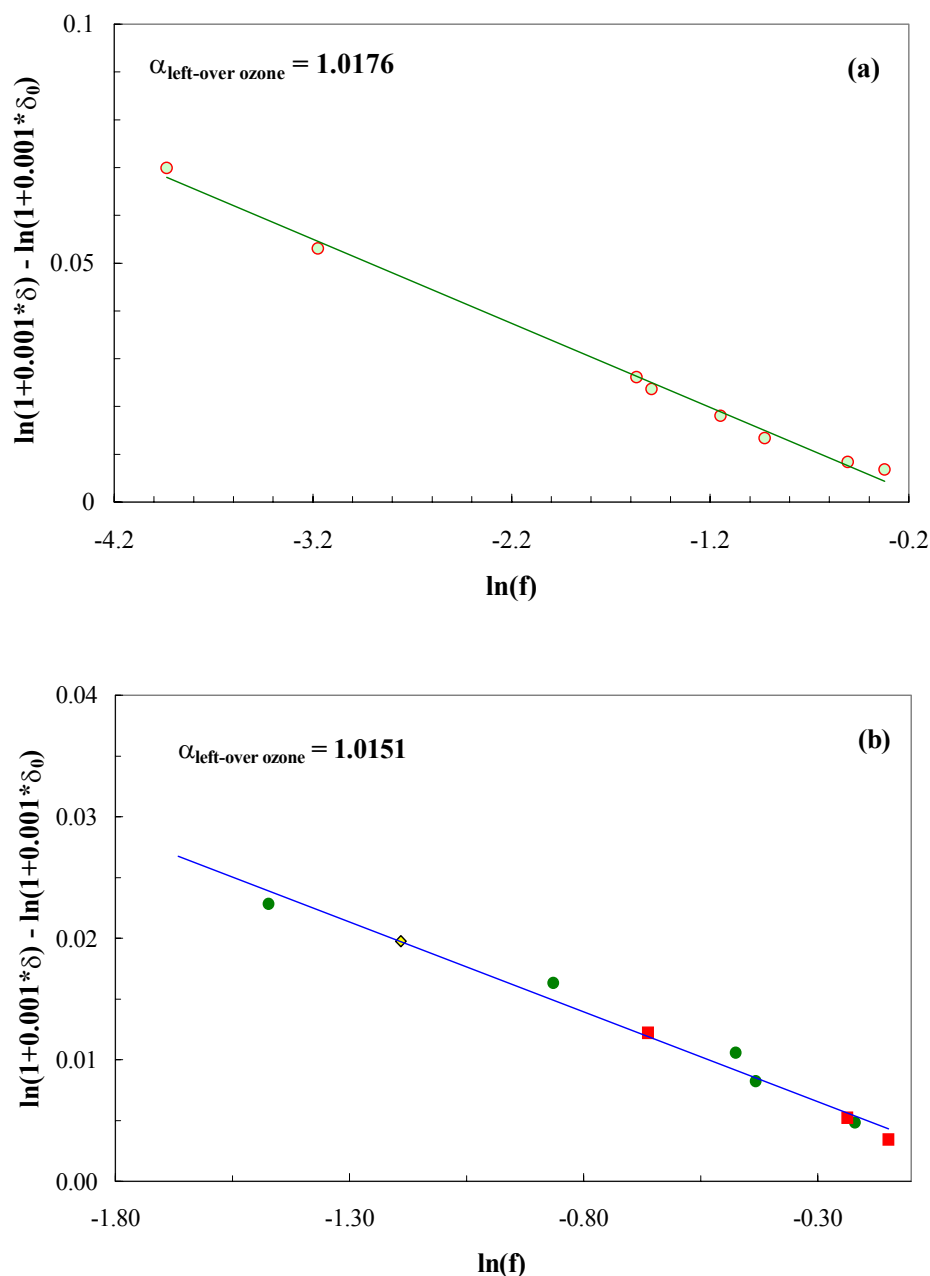 0.1
α left-over ozone = 1.0176
(a)
0.05
0
ln(1+0.001*δ) - ln(1+0.001*δ0)
-4.2 -3.2 -2.2 -1.2 -0.2
ln(f)
0.04
α left-over ozone = 1.0151
(b)
0.03
0.02
0.01
0.00
ln(1+0.001*δ) - ln(1+0.001*δ0)
-1.80 -1.30 -0.80 -0.30
ln(f)